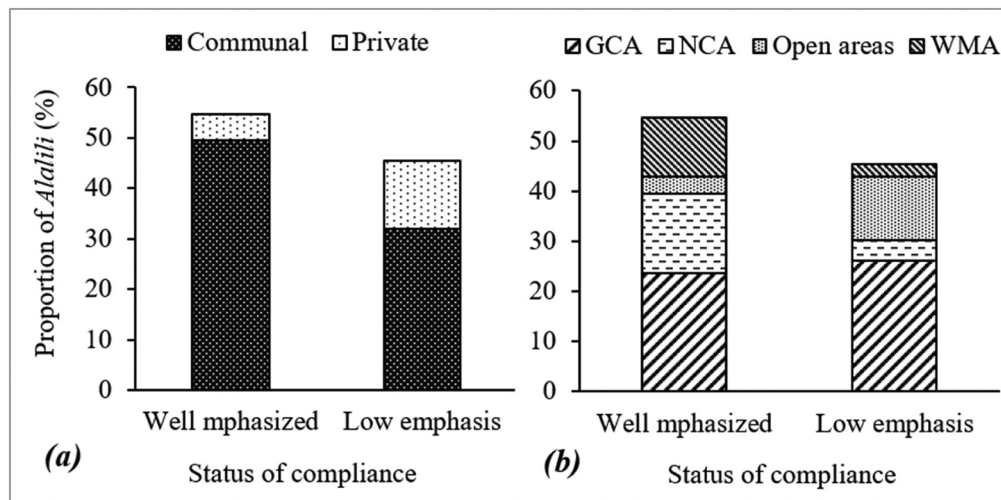 Communal Private
Proportion of Alalili (%)
60
50
40
30
20
10
0
Well mphasized Low emphasis
(a)
Status of compliance
GCA NCA Open areas WMA
60
50
40
30
20
10
0
Well mphasized Low emphasis
(b)
Status of compliance